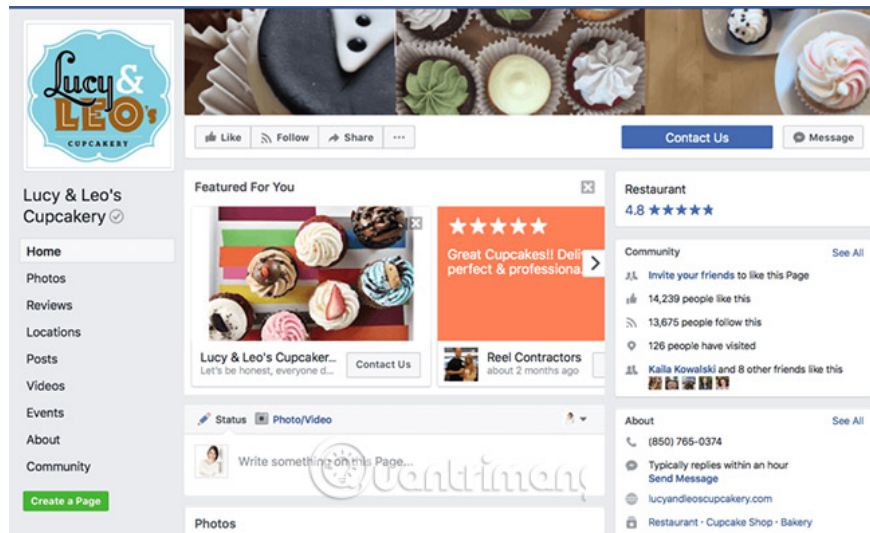 Lucy &
LEO's
CUPCAKERY
Lucy & Leo's
Cupcakery
Home
Photos
Reviews
Locations
Posts
Videos
Events
About
Community
Create a Page
Like Follow Share ...
Contact Us
Message
Featured For You
Lucy & Leo's Cupcaker...
Let's be honest, everyone d...
Contact Us
Great Cupcakes!! Deli
perfect & professiona...
Reel Contractors
about 2 months ago
Status Photo/Video
Write something on this Page...
Quantrimang
Photos
Restaurant
4.8
Community See All
Invite your friends to like this Page
14,239 people like this
13,675 people follow this
126 people have visited
Kaila Kowalski and 8 other friends like this
About See All
(850) 765-0374
Typically replies within an hour
Send Message
lucyandleoscupcakery.com
Restaurant · Cupcake Shop · Bakery